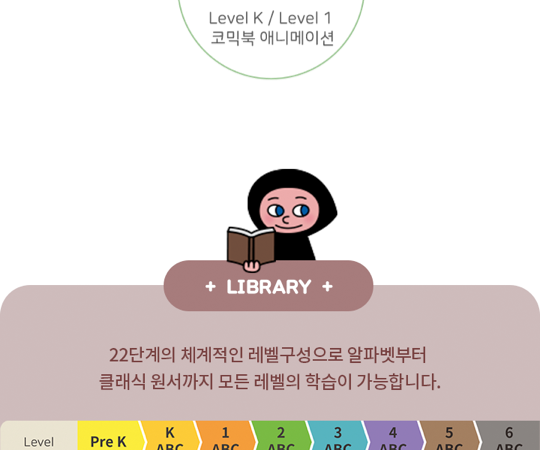 Level K / Level 1
코믹북 애니메이션
+ LIBRARY +
22단계의 체계적인 레벨구성으로 알파벳부터
클래식 원서까지 모든 레벨의 학습이 가능합니다.
Level Pre K K 1 2 3 4 5 6
ABC ABC ABC ABC ABC ABC ABC